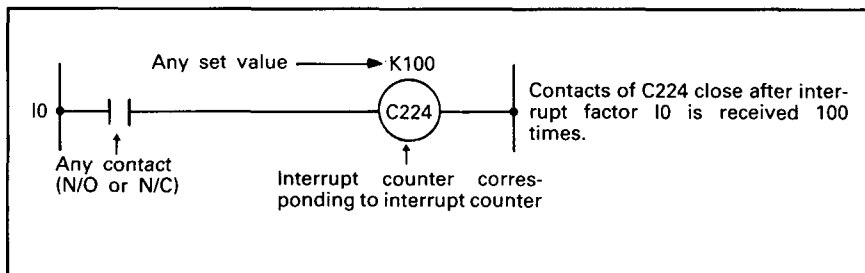 Any set value
K100
I0
C224
Contacts of C224 close after inter-
rupt factor I0 is received 100
times.
Any contact
(N/O or N/C)
Interrupt counter corres-
ponding to interrupt counter